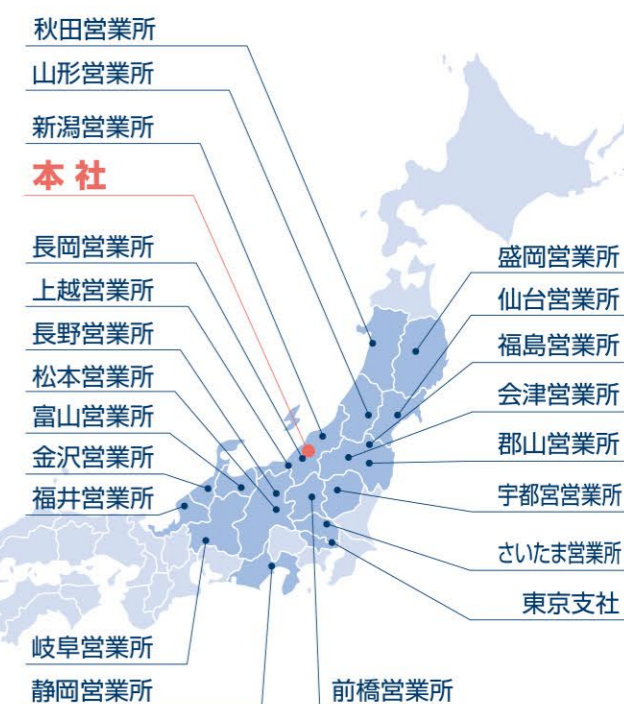 秋田営業所
山形営業所
新潟営業所
本社
長岡営業所
上越営業所
長野営業所
松本営業所
富山営業所
金沢営業所
福井営業所
岐阜営業所
静岡営業所
前橋営業所
盛岡営業所
仙台営業所
福島営業所
会津営業所
郡山営業所
宇都宮営業所
さいたま営業所
東京支社